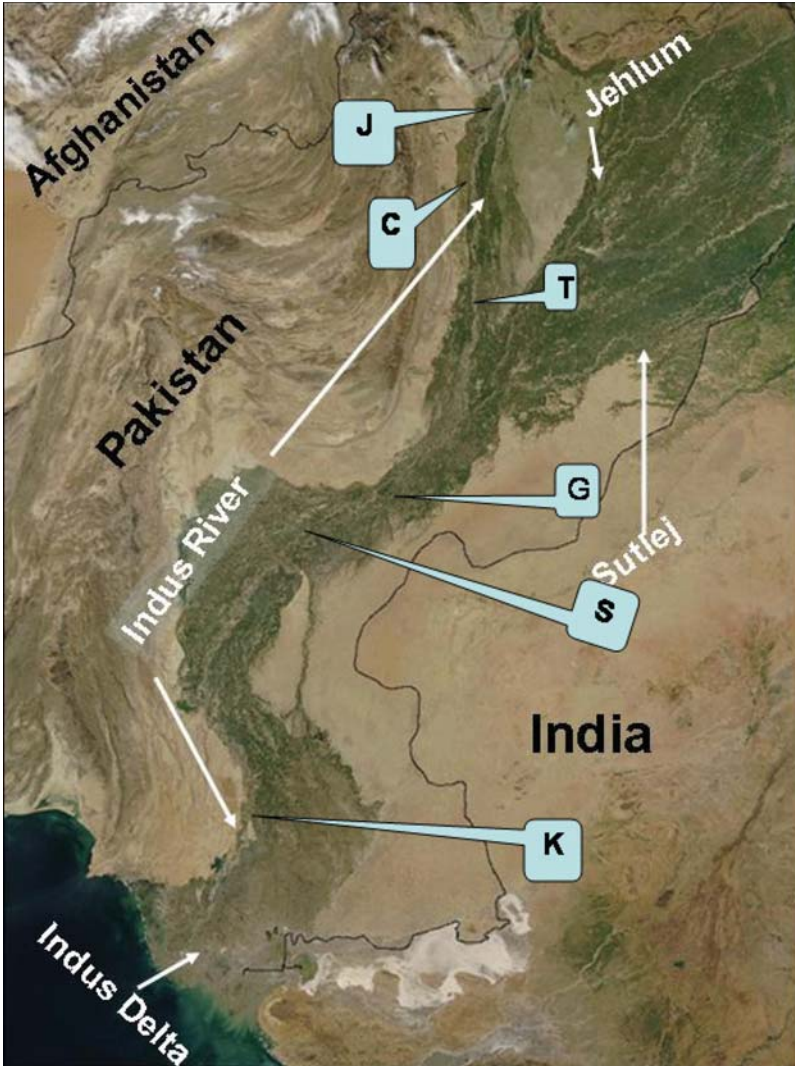 Afghanistan
Jehlum
J
C
T
Pakistan
G
Indus River
Sutlej
S
India
K
Indus Delta